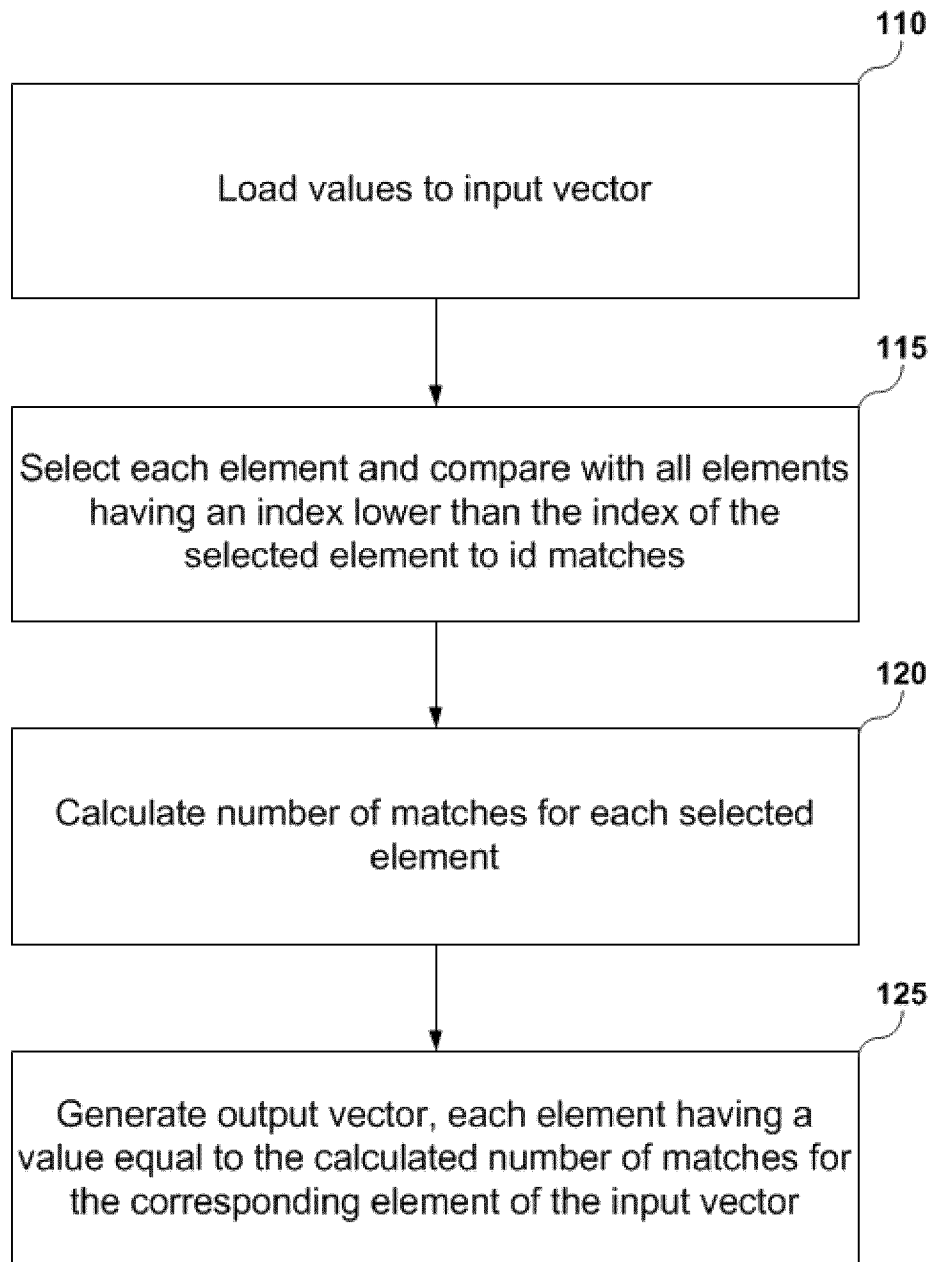 110
Load values to input vector
115
Select each element and compare with all elements
having an index lower than the index of the
selected element to id matches
120
Calculate number of matches for each selected
element
125
Generate output vector, each element having a
value equal to the calculated number of matches for
the corresponding element of the input vector